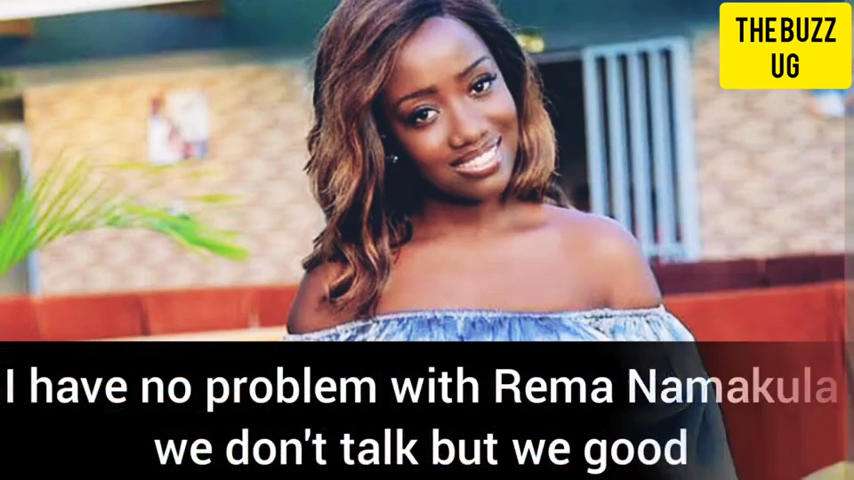 THE BUZZ
UG
I have no problem with Rema Namakula
we don't talk but we good